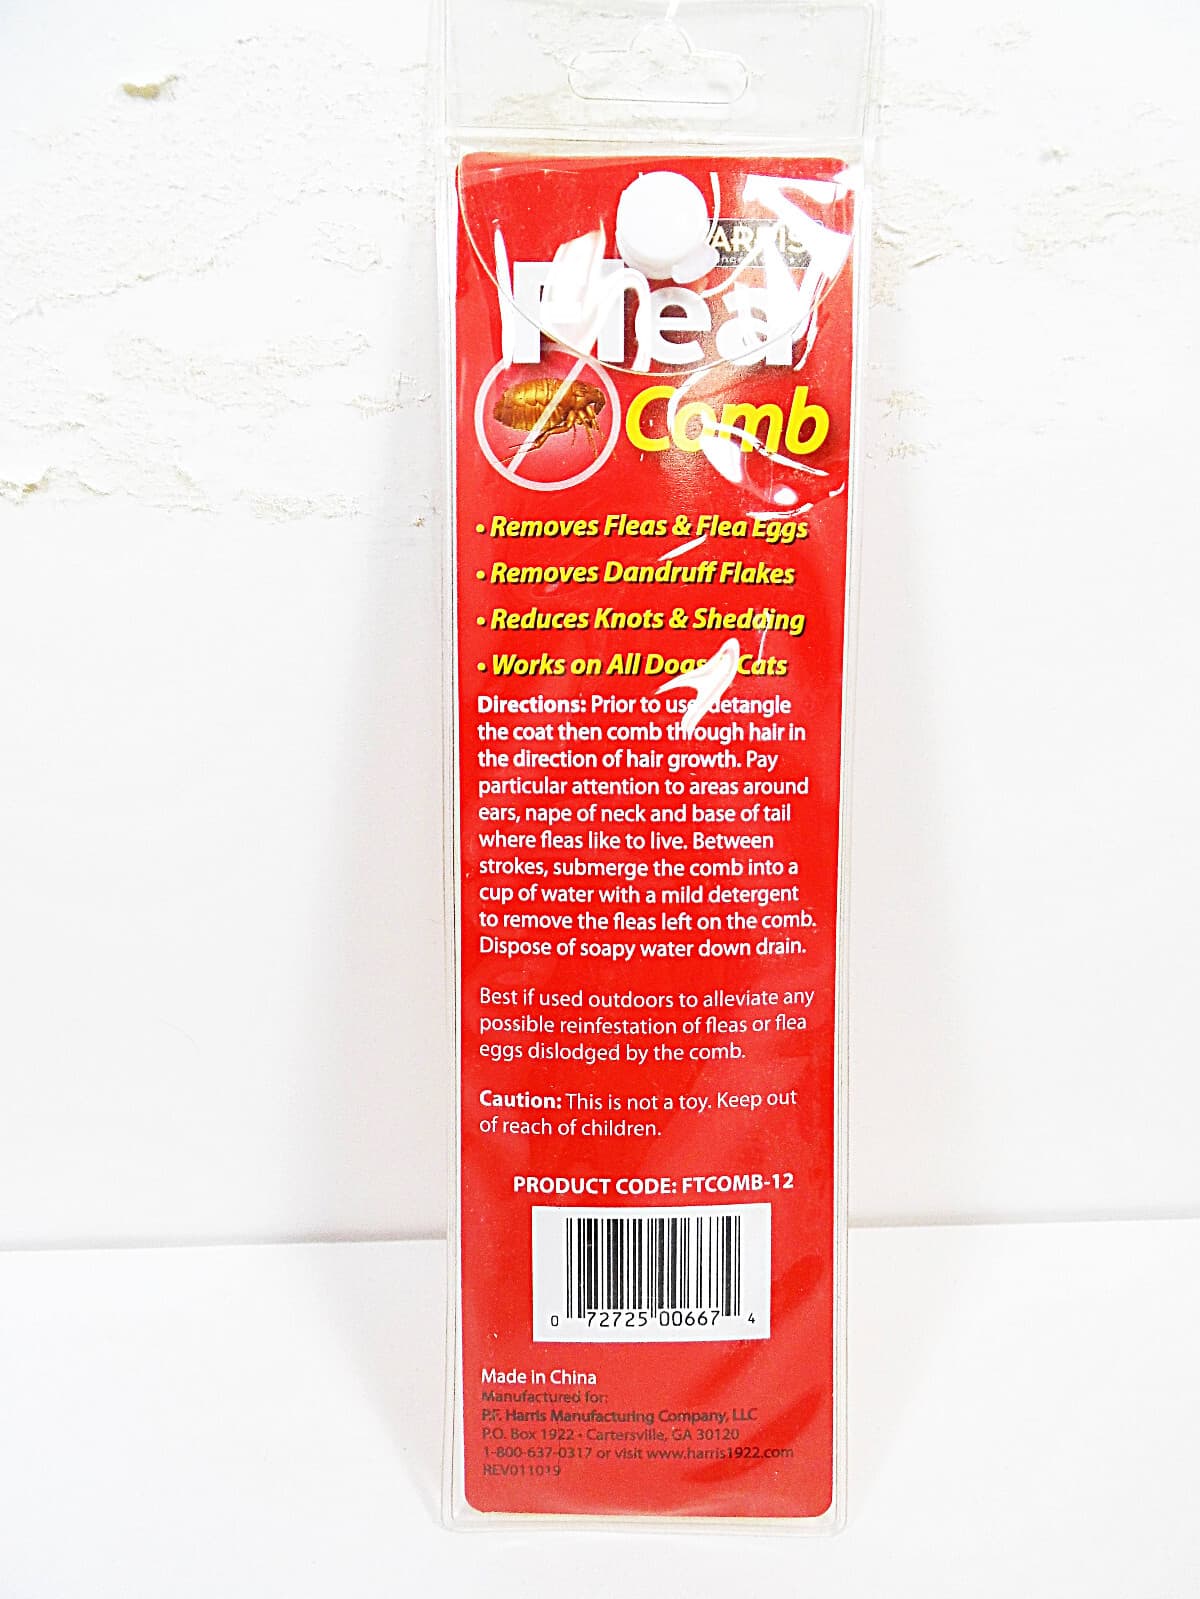 HARRIS
Flea
Comb
• Removes Fleas & Flea Eggs
• Removes Dandruff Flakes
• Reduces Knots & Shedding
• Works on All Dogs & Cats
Directions: Prior to use, detangle
the coat then comb through hair in
the direction of hair growth. Pay
particular attention to areas around
ears, nape of neck and base of tail
where fleas like to live. Between
strokes, submerge the comb into a
cup of water with a mild detergent
to remove the fleas left on the comb.
Dispose of soapy water down drain.
Best if used outdoors to alleviate any
possible reinfestation of fleas or flea
eggs dislodged by the comb.
Caution: This is not a toy. Keep out
of reach of children.
PRODUCT CODE: FTCOMB-12
0 72725 00667 4
Made in China
Manufactured for:
P.F. Harris Manufacturing Company, LLC
P.O. Box 1922 • Cartersville, GA 30120
1-800-637-0317 or visit www.harris1922.com
REV011019